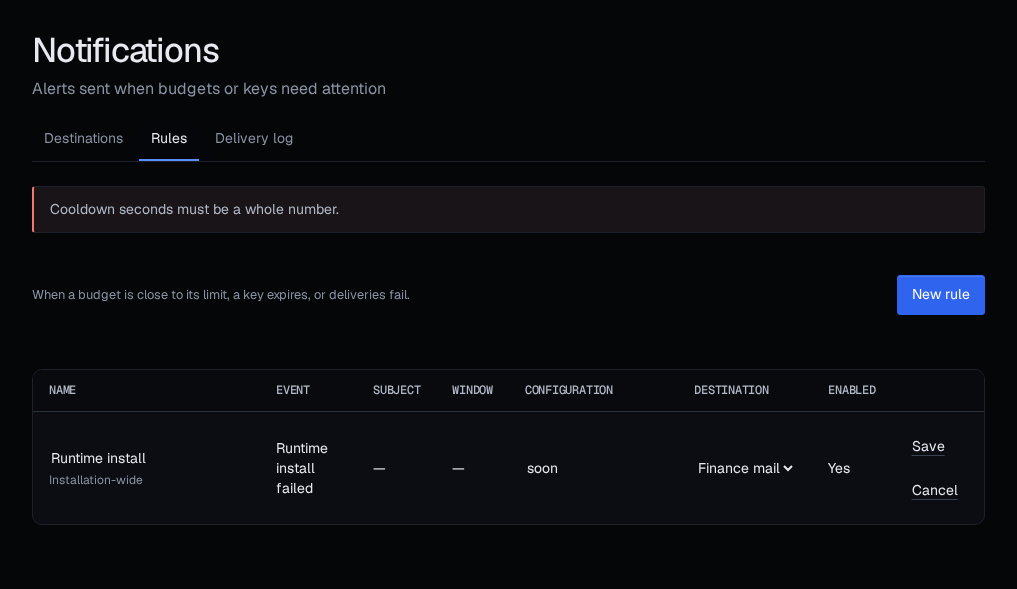 Notifications
Alerts sent when budgets or keys need attention
Destinations Rules Delivery log
Cooldown seconds must be a whole number.
When a budget is close to its limit, a key expires, or deliveries fail.
New rule
NAME EVENT SUBJECT WINDOW CONFIGURATION DESTINATION ENABLED
Runtime install
Installation-wide
Runtime
install
failed
—
—
soon
Finance mail
Yes
Save
Cancel